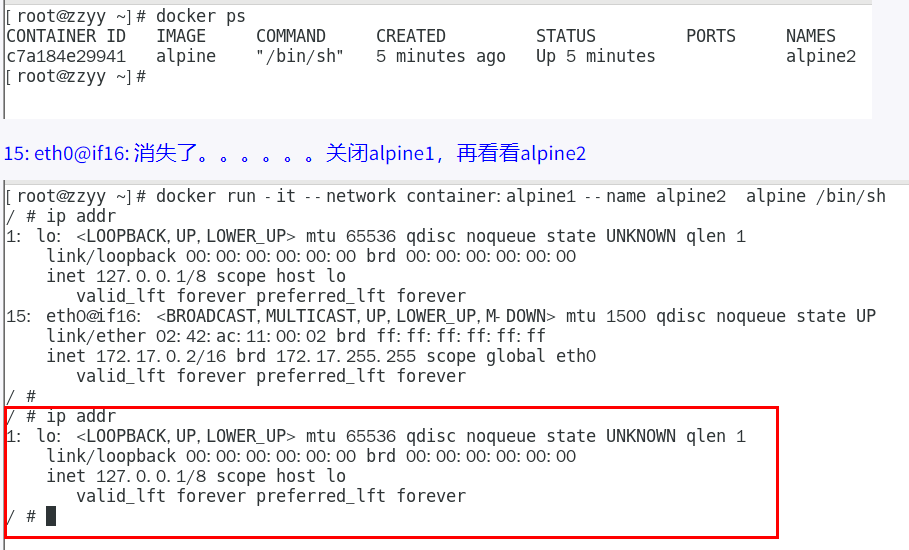 [root@zzyy ~]# docker ps
CONTAINER ID   IMAGE     COMMAND     CREATED         STATUS         PORTS     NAMES
c7a184e29941   alpine    "/bin/sh"   5 minutes ago   Up 5 minutes             alpine2
[root@zzyy ~]#
15: eth0@if16: 消失了。。。。。。关闭alpine1，再看看alpine2
[root@zzyy ~]# docker run -it --network container:alpine1 --name alpine2  alpine /bin/sh
/ # ip addr
1: lo: <LOOPBACK,UP,LOWER_UP> mtu 65536 qdisc noqueue state UNKNOWN qlen 1
    link/loopback 00:00:00:00:00:00 brd 00:00:00:00:00:00
    inet 127.0.0.1/8 scope host lo
       valid_lft forever preferred_lft forever
15: eth0@if16: <BROADCAST,MULTICAST,UP,LOWER_UP,M-DOWN> mtu 1500 qdisc noqueue state UP
    link/ether 02:42:ac:11:00:02 brd ff:ff:ff:ff:ff:ff
    inet 172.17.0.2/16 brd 172.17.255.255 scope global eth0
       valid_lft forever preferred_lft forever
/ #
/ # ip addr
1: lo: <LOOPBACK,UP,LOWER_UP> mtu 65536 qdisc noqueue state UNKNOWN qlen 1
    link/loopback 00:00:00:00:00:00 brd 00:00:00:00:00:00
    inet 127.0.0.1/8 scope host lo
       valid_lft forever preferred_lft forever
/ #